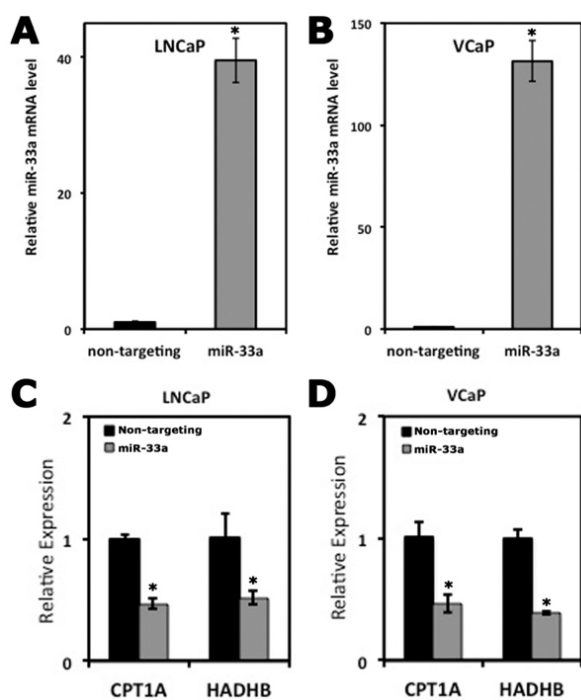 A
LNCaP
*
Relative miR-33a mRNA level
40
20
0
non-targeting
miR-33a
B
VCaP
*
Relative miR-33a mRNA level
150
100
50
0
non-targeting
miR-33a
C
LNCaP
Non-targeting
miR-33a
Relative Expression
2
1
0
*
*
CPT1A
HADHB
D
VCaP
Non-targeting
miR-33a
Relative Expression
2
1
0
*
*
CPT1A
HADHB